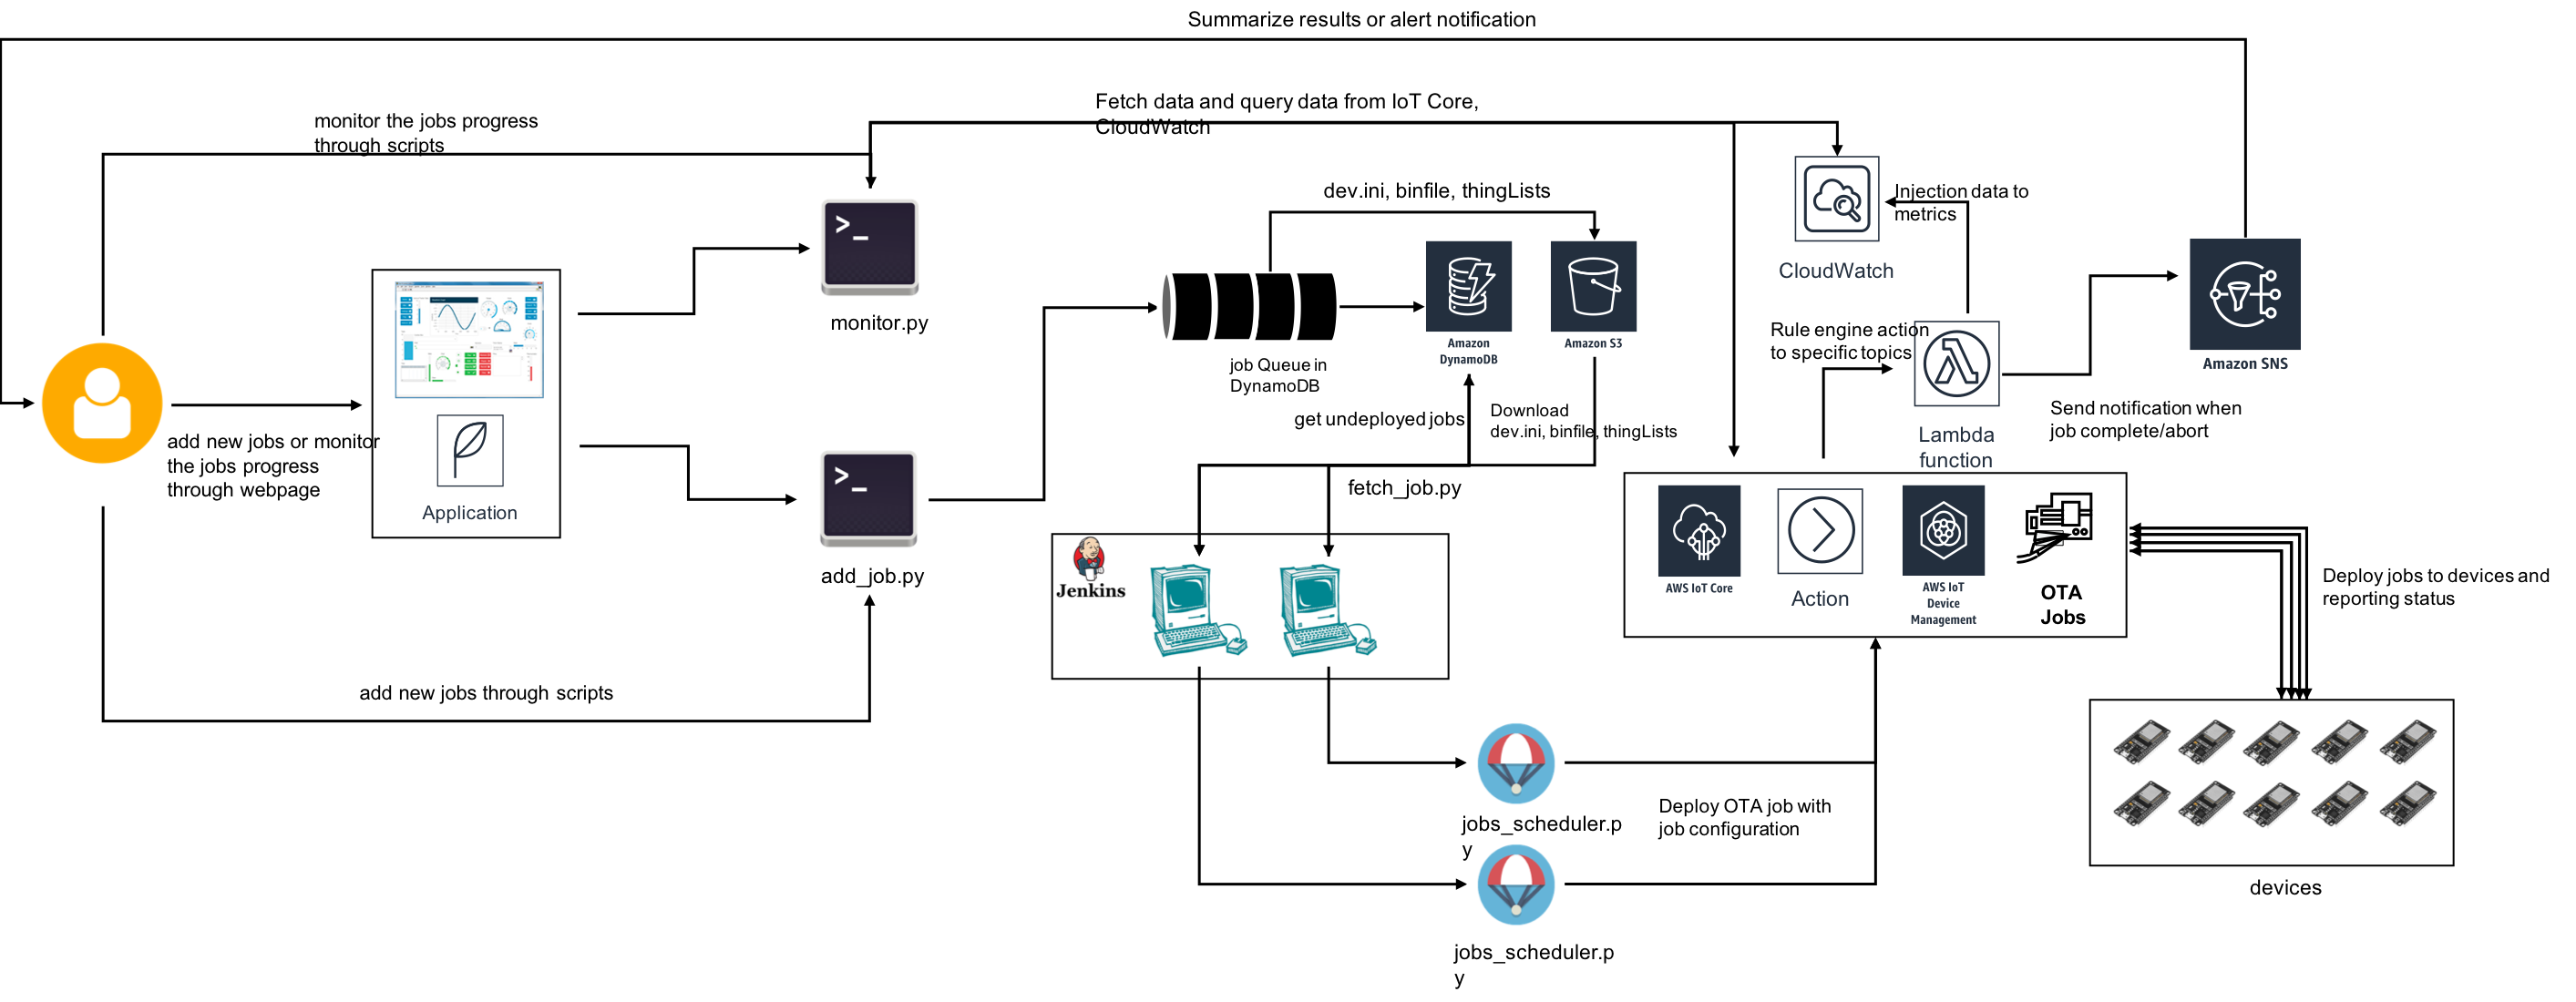 Summarize results or alert notification
Fetch data and query data from IoT Core,
CloudWatch
monitor the jobs progress
through scripts
dev.ini, binfile, thingLists
Injection data to
metrics
CloudWatch
>_
monitor.py
Rule engine action
to specific topics
Amazon
DynamoDB
Amazon S3
Amazon SNS
job Queue in
DynamoDB
get undeployed jobs
Download
dev.ini, binfile, thingLists
Send notification when
job complete/abort
Lambda
function
add new jobs or monitor
the jobs progress
through webpage
Application
>_
add_job.py
fetch_job.py
Jenkins
AWS IoT Core
Action
AWS IoT
Device
Management
OTA
Jobs
Deploy jobs to devices and
reporting status
add new jobs through scripts
jobs_scheduler.p
y
Deploy OTA job with
job configuration
devices
jobs_scheduler.p
y